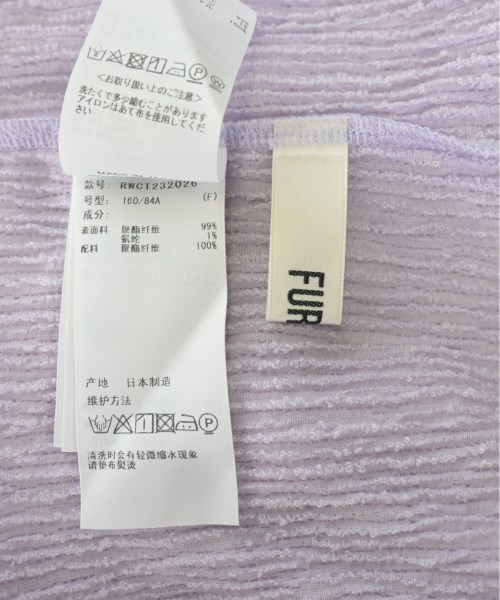 100%
<お取り扱い上のご注意>
洗たくで多少縮むことがあります
アイロンはあて布を使用してくだ
さい
款号: RWCT232026
号型: 160/84A (F)
成分:
表面料 聚酯纤维 99%
氨纶 1%
配料 聚酯纤维 100%
产地 日本制造
维护方法
清洗时会有轻微缩水现象
请垫布熨烫
FUR